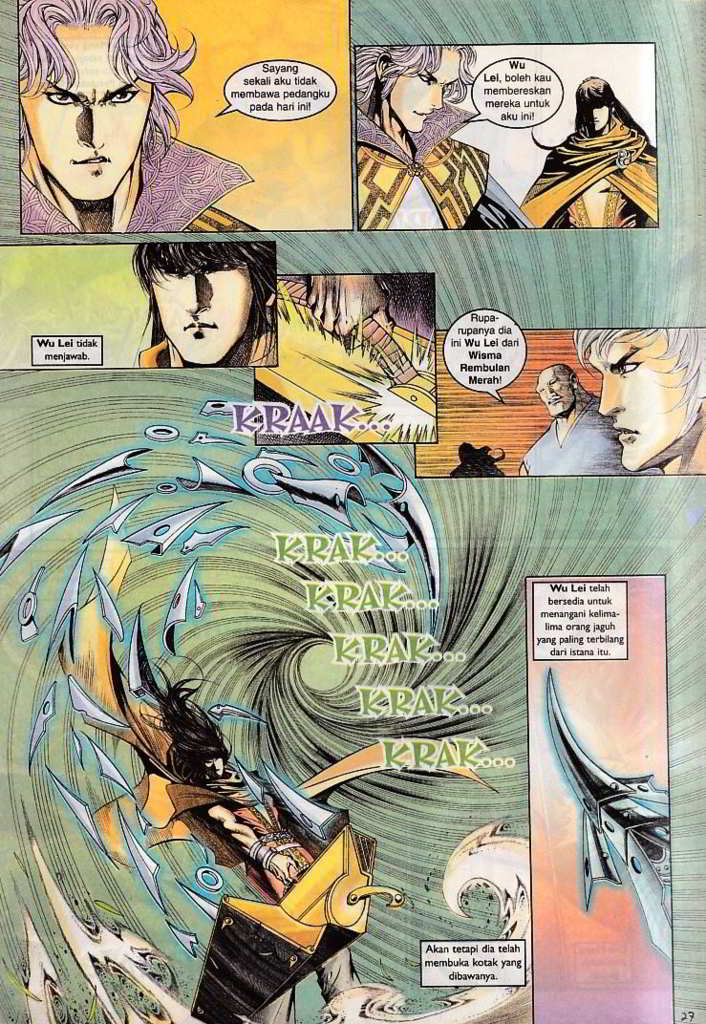 Sayang
sekali aku tidak
membawa pedangku
pada hari ini!
Wu
Lei, boleh kau
membereskan
mereka untuk
aku ini!
Wu Lei tidak
menjawab.
Rupa-
rupanya dia
ini Wu Lei dari
Wisma
Rembulan
Merah!
KRAAK...
KRAK...
KRAK...
KRAK...
KRAK...
KRAK...
Wu Lei telah
bersedia untuk
menangani kelima-
lima orang jaguh
yang paling terbilang
dari istana itu.
Akan tetapi dia telah
membuka kotak yang
dibawanya.
27